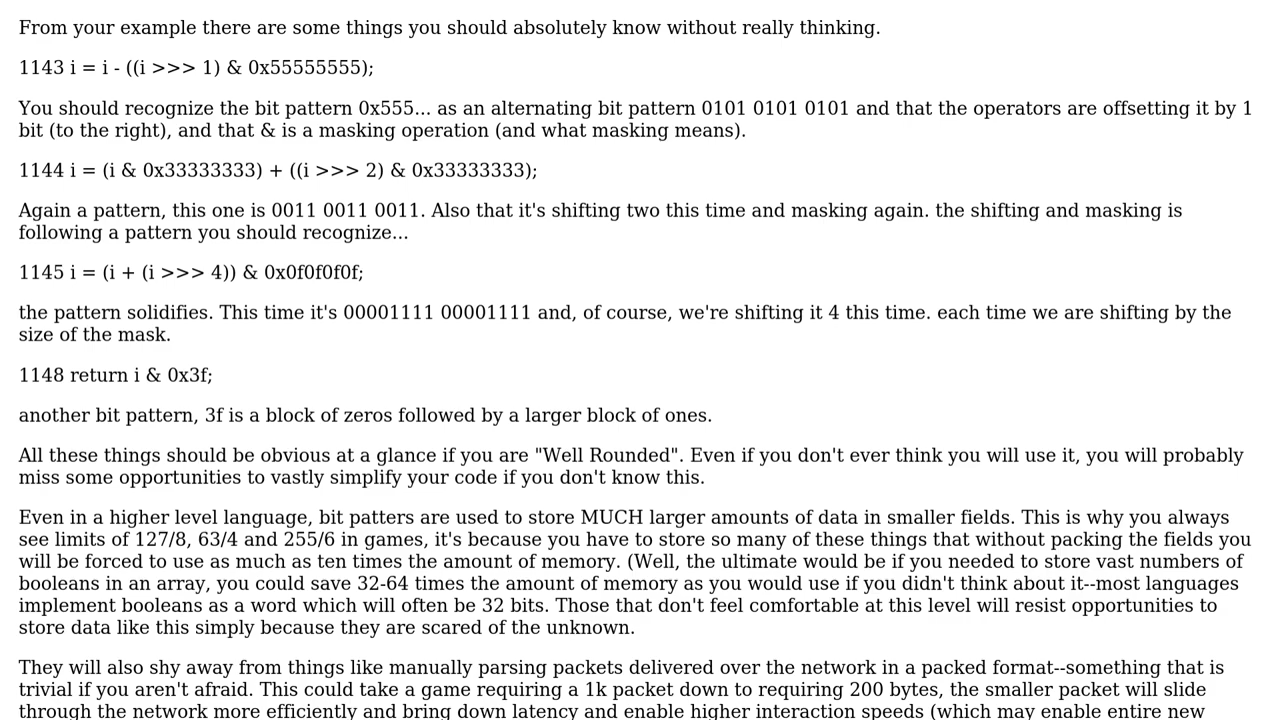 From your example there are some things you should absolutely know without really thinking.
1143 i = i - ((i >>> 1) & 0x55555555);
You should recognize the bit pattern 0x555... as an alternating bit pattern 0101 0101 0101 and that the operators are offsetting it by 1
bit (to the right), and that & is a masking operation (and what masking means).
1144 i = (i & 0x33333333) + ((i >>> 2) & 0x33333333);
Again a pattern, this one is 0011 0011 0011. Also that it's shifting two this time and masking again. the shifting and masking is
following a pattern you should recognize...
1145 i = (i + (i >>> 4)) & 0x0f0f0f0f;
the pattern solidifies. This time it's 00001111 00001111 and, of course, we're shifting it 4 this time. each time we are shifting by the
size of the mask.
1148 return i & 0x3f;
another bit pattern, 3f is a block of zeros followed by a larger block of ones.
All these things should be obvious at a glance if you are "Well Rounded". Even if you don't ever think you will use it, you will probably
miss some opportunities to vastly simplify your code if you don't know this.
Even in a higher level language, bit patters are used to store MUCH larger amounts of data in smaller fields. This is why you always
see limits of 127/8, 63/4 and 255/6 in games, it's because you have to store so many of these things that without packing the fields you
will be forced to use as much as ten times the amount of memory. (Well, the ultimate would be if you needed to store vast numbers of
booleans in an array, you could save 32-64 times the amount of memory as you would use if you didn't think about it--most languages
implement booleans as a word which will often be 32 bits. Those that don't feel comfortable at this level will resist opportunities to
store data like this simply because they are scared of the unknown.
They will also shy away from things like manually parsing packets delivered over the network in a packed format--something that is
trivial if you aren't afraid. This could take a game requiring a 1k packet down to requiring 200 bytes, the smaller packet will slide
through the network more efficiently and bring down latency and enable higher interaction speeds (which may enable entire new